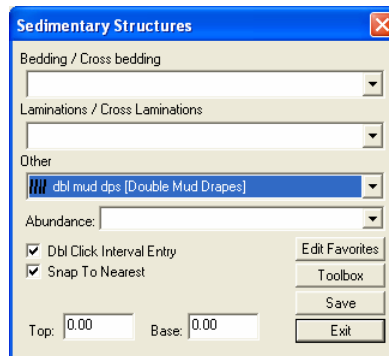 Sedimentary Structures
Bedding / Cross bedding
Laminations / Cross Laminations
Other
dbl mud dps [Double Mud Drapes]
Abundance:
Dbl Click Interval Entry
Edit Favorites
Snap To Nearest
Toolbox
Save
Top: 0.00 Base: 0.00
Exit